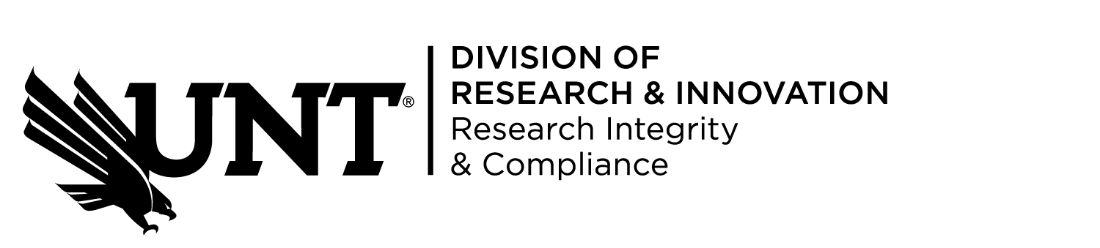 UNT®
DIVISION OF
RESEARCH & INNOVATION
Research Integrity
& Compliance